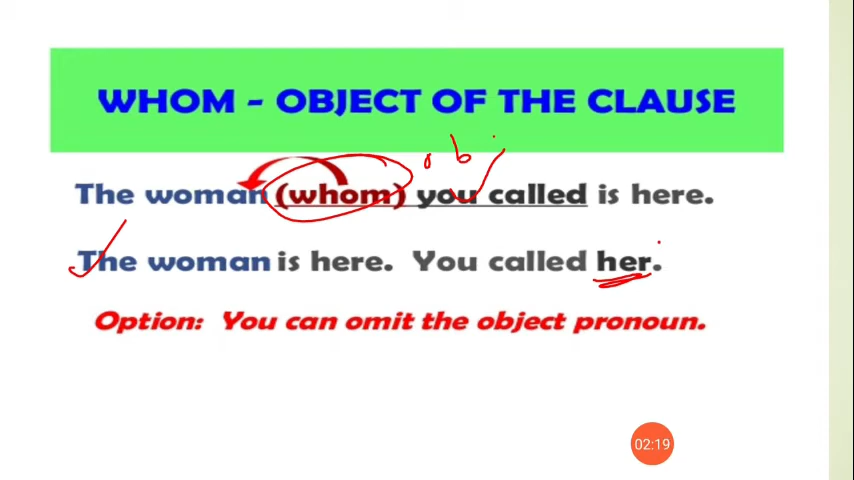 WHOM - OBJECT OF THE CLAUSE
obj
The woman (whom) you called is here.
The woman is here. You called her.
Option: You can omit the object pronoun.
02:19